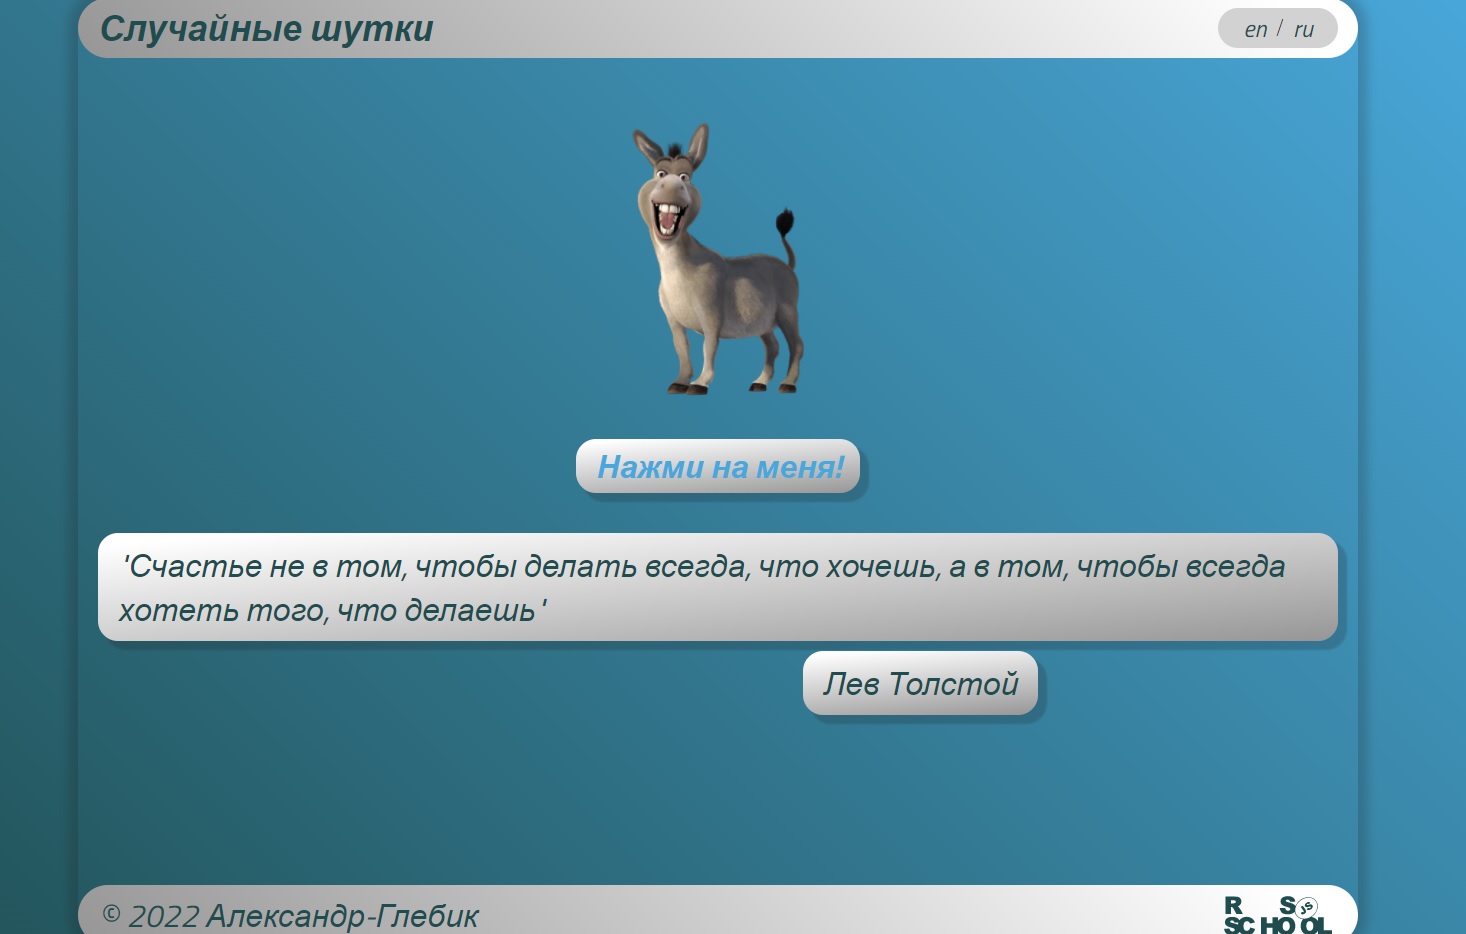 Случайные шутки
en / ru
Нажми на меня!
'Счастье не в том, чтобы делать всегда, что хочешь, а в том, чтобы всегда
хотеть того, что делаешь'
Лев Толстой
© 2022 Александр-Глебик
R S JS
SCHOOL